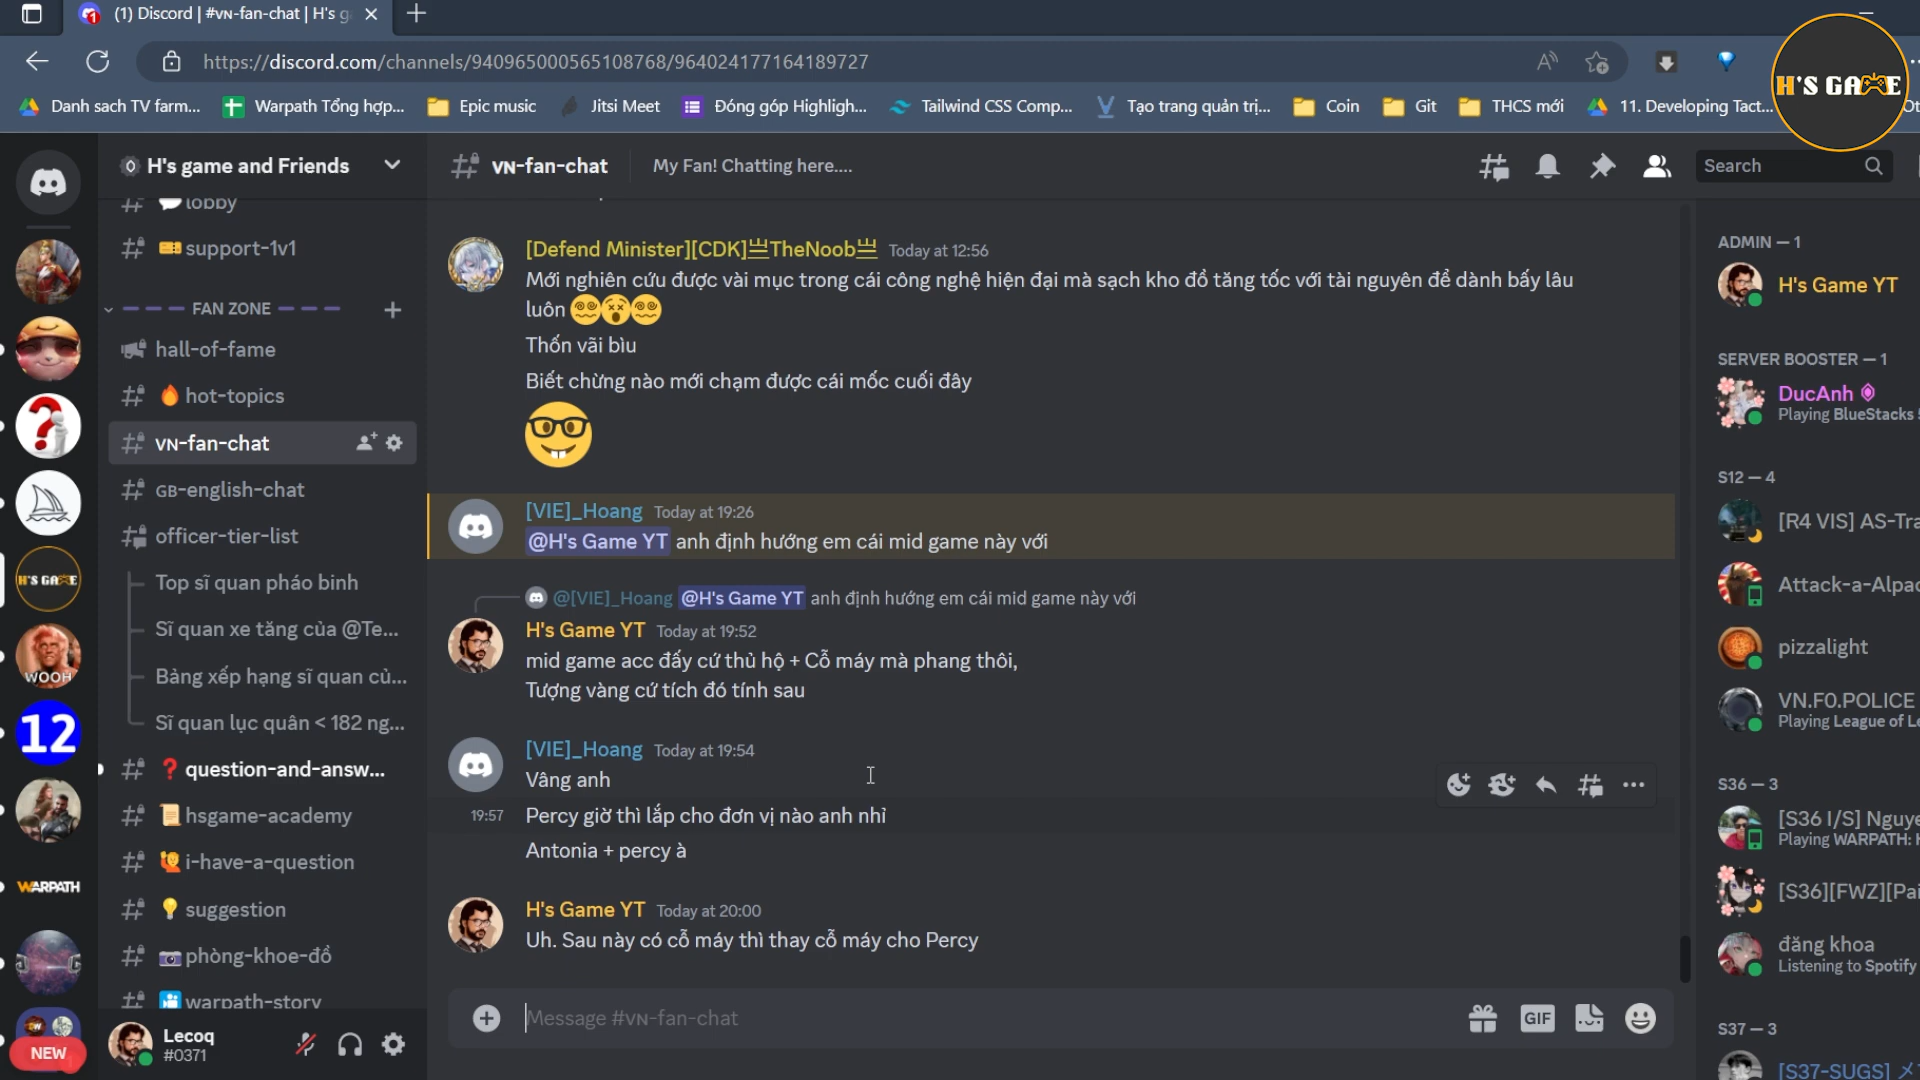 (1) Discord | #vn-fan-chat | H's g
https://discord.com/channels/940965000565108768/964024177164189727
H'S GAME
Danh sach TV farm...
Warpath Tổng hợp...
Epic music
Jitsi Meet
Đóng góp Highligh...
Tailwind CSS Comp...
Tạo trang quản trị...
Coin
Git
THCS mới
11. Developing Tact...
H's game and Friends
lobby
support-1v1
FAN ZONE
hall-of-fame
hot-topics
VN-fan-chat
GB-english-chat
officer-tier-list
Top sĩ quan pháo binh
Sĩ quan xe tăng của @Te...
Bảng xếp hạng sĩ quan củ...
Sĩ quan lục quân < 182 ng...
question-and-answ...
hsgame-academy
i-have-a-question
suggestion
phòng-khoe-đồ
warpath-story
H'S GAME
WOOH
12
WARPATH
NEW
Lecoq
#0371
VN-fan-chat
My Fan! Chatting here....
Search
[Defend Minister][CDK]亗TheNoob亗 Today at 12:56
Mới nghiên cứu được vài mục trong cái công nghệ hiện đại mà sạch kho đồ tăng tốc với tài nguyên để dành bấy lâu
luôn 😵‍💫😵😵‍💫
Thốn vãi bìu
Biết chừng nào mới chạm được cái mốc cuối đây
🤓
[VIE]_Hoang Today at 19:26
@H's Game YT anh định hướng em cái mid game này với
@[VIE]_Hoang @H's Game YT anh định hướng em cái mid game này với
H's Game YT Today at 19:52
mid game acc đấy cứ thủ hộ + Cỗ máy mà phang thôi,
Tượng vàng cứ tích đó tính sau
[VIE]_Hoang Today at 19:54
Vâng anh
19:57 Percy giờ thì lắp cho đơn vị nào anh nhỉ
Antonia + percy à
H's Game YT Today at 20:00
Uh. Sau này có cỗ máy thì thay cỗ máy cho Percy
Message #VN-fan-chat
GIF
ADMIN — 1
H's Game YT
SERVER BOOSTER — 1
DucAnh
Playing BlueStacks
S12 — 4
[R4 VIS] AS-Tra
Attack-a-Alpac
pizzalight
VN.F0.POLICE
Playing League of Le
S36 — 3
[S36 I/S] Nguye
Playing WARPATH:
[S36][FWZ][Pai
đăng khoa
Listening to Spotify
S37 — 3
[S37-SUGS]